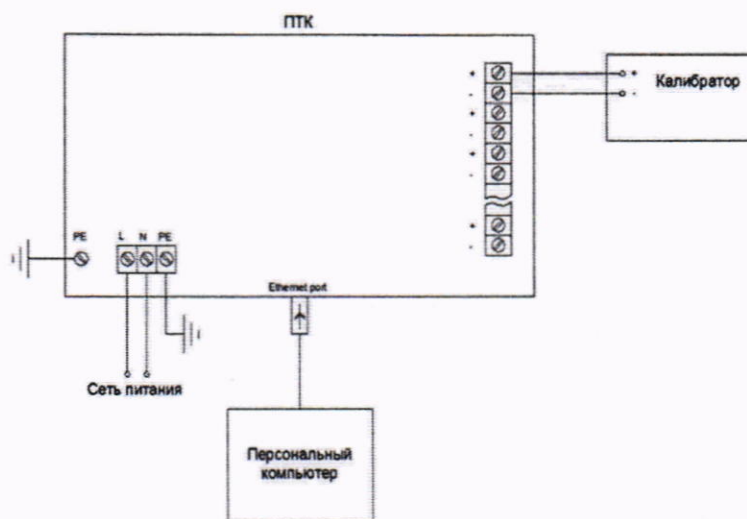 ПТК
+
-
+
-
+
-
+
-
+
-
Калибратор
PE
L N PE
Ethernet port
Сеть питания
Персональный
компьютер